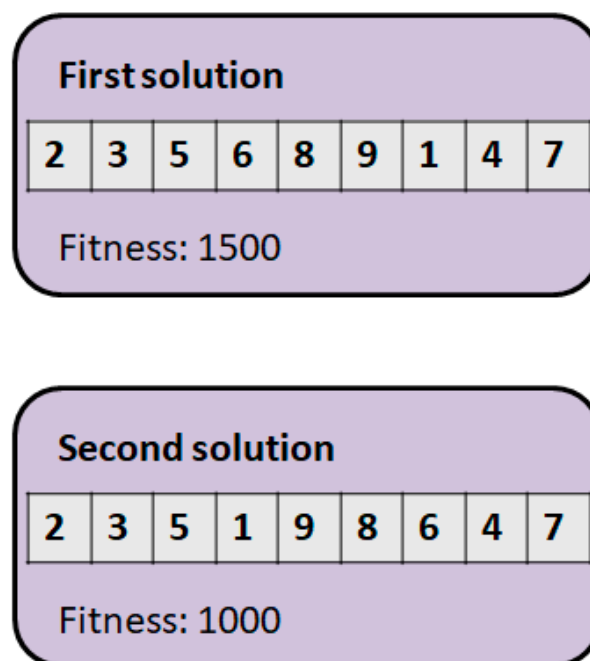 First solution
2 3 5 6 8 9 1 4 7
Fitness: 1500
Second solution
2 3 5 1 9 8 6 4 7
Fitness: 1000